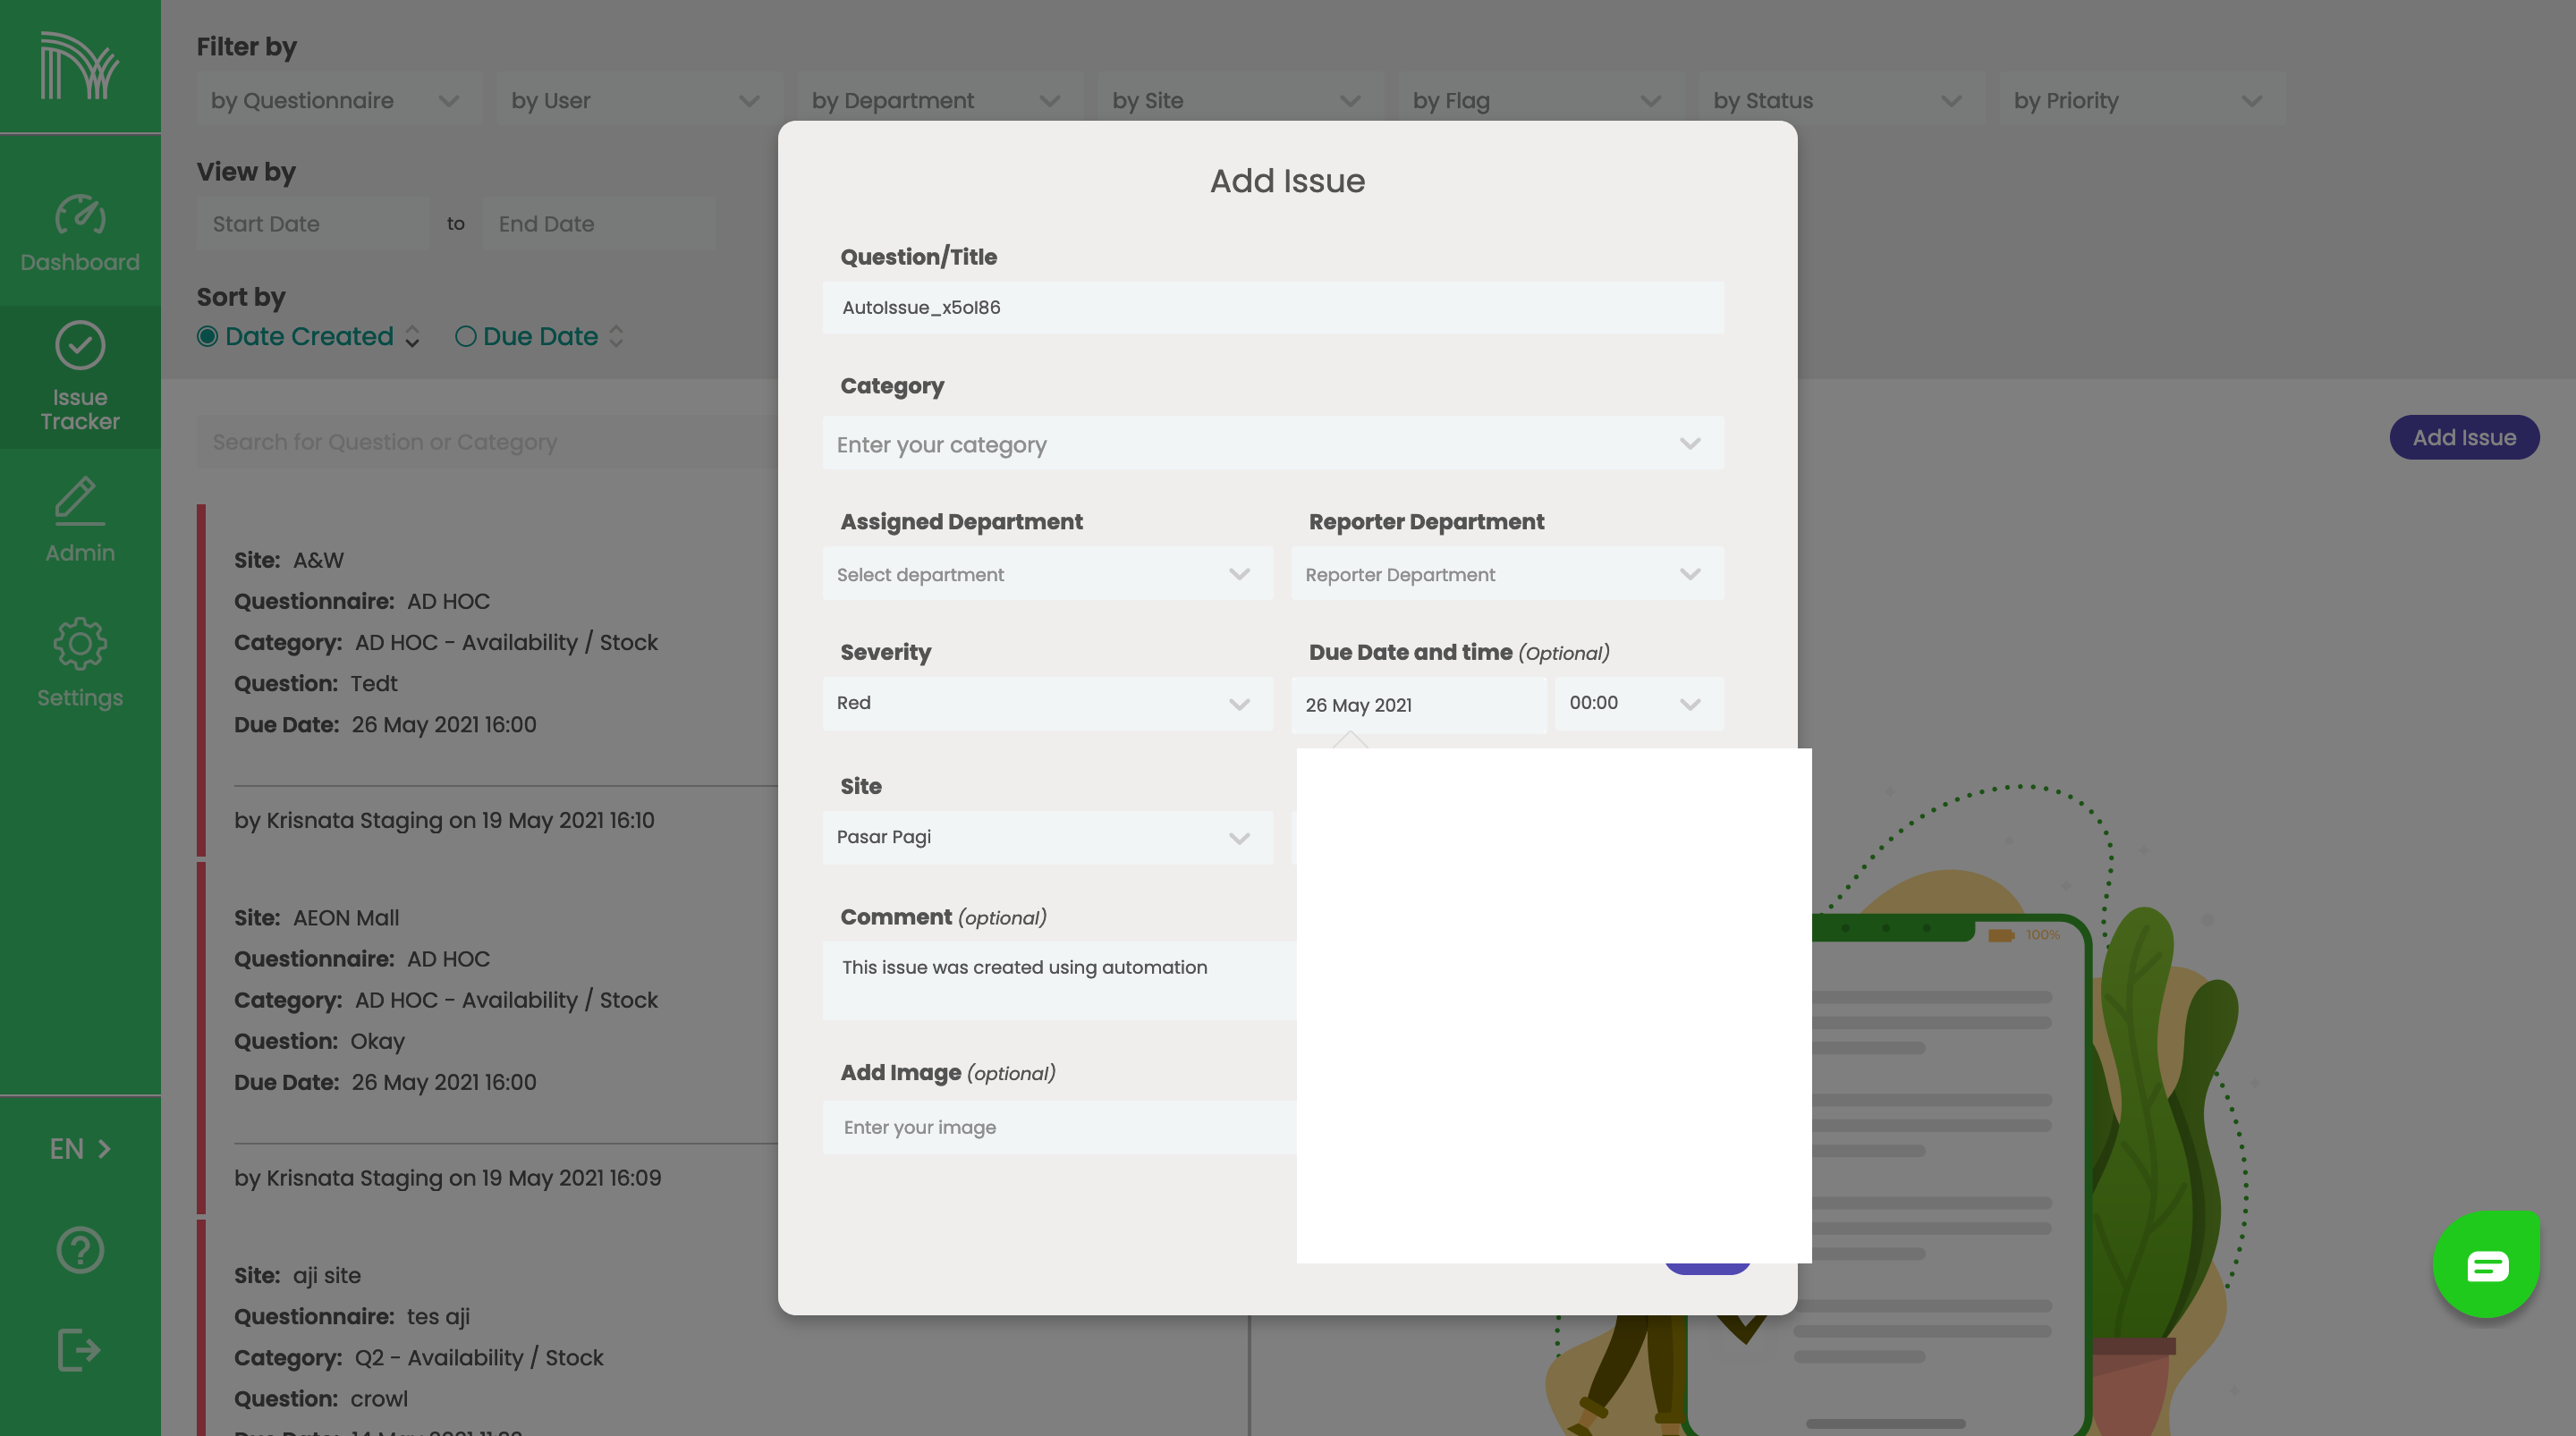 Filter by
by Questionnaire
by User
by Department
by Site
by Flag
by Status
by Priority
View by
Start Date
to
End Date
Sort by
Date Created
Due Date
Search for Question or Category
Dashboard
Issue
Tracker
Admin
Settings
EN
Site: A&W
Questionnaire: AD HOC
Category: AD HOC - Availability / Stock
Question: Tedt
Due Date: 26 May 2021 16:00
by Krisnata Staging on 19 May 2021 16:10
Site: AEON Mall
Questionnaire: AD HOC
Category: AD HOC - Availability / Stock
Question: Okay
Due Date: 26 May 2021 16:00
by Krisnata Staging on 19 May 2021 16:09
Site: aji site
Questionnaire: tes aji
Category: Q2 - Availability / Stock
Question: crowl
Add Issue
Question/Title
AutoIssue_x5ol86
Category
Enter your category
Assigned Department
Reporter Department
Select department
Reporter Department
Severity
Due Date and time (Optional)
Red
26 May 2021
00:00
Site
Pasar Pagi
Comment (optional)
This issue was created using automation
Add Image (optional)
Enter your image
Add Issue
100%